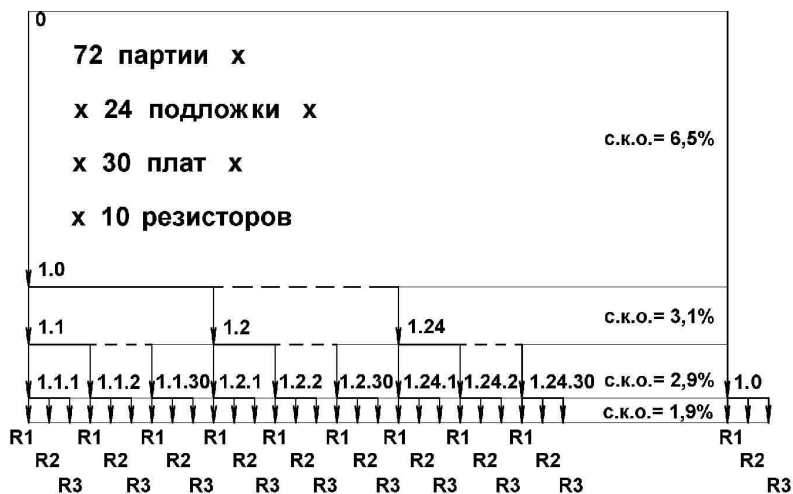 0
72 партии х
х 24 подложки х
с.к.о.= 6,5%
х 30 плат х
х 10 резисторов
1.0
с.к.о.= 3,1%
1.1 1.2 1.24
1.1.1 1.1.2 1.1.30 1.2.1 1.2.2 1.2.30 1.24.1 1.24.2 1.24.30 с.к.о.= 2,9% 1.0
с.к.о.= 1,9%
R1 R1 R1 R1 R1 R1 R1 R1 R1 R1
R2 R2 R2 R2 R2 R2 R2 R2 R2 R2
R3 R3 R3 R3 R3 R3 R3 R3 R3 R3